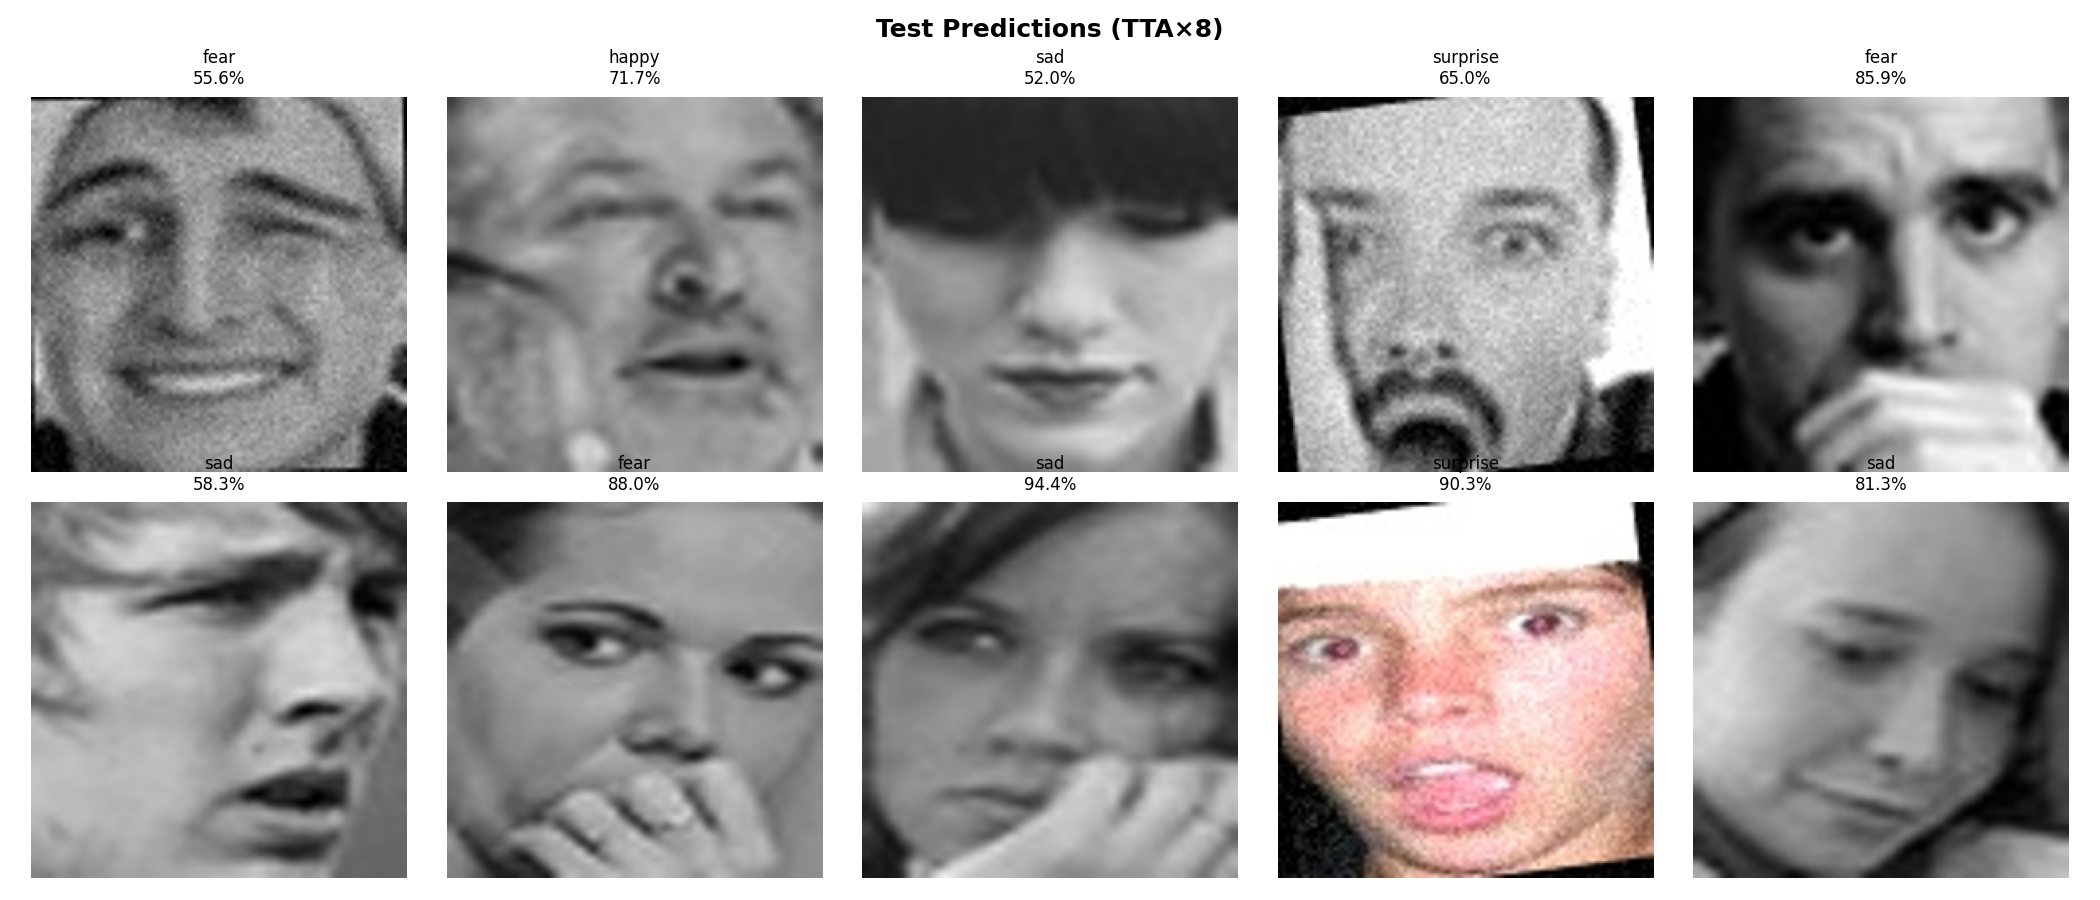 Test Predictions (TTA×8)
fear
55.6%
happy
71.7%
sad
52.0%
surprise
65.0%
fear
85.9%
sad
58.3%
fear
88.0%
sad
94.4%
surprise
90.3%
sad
81.3%